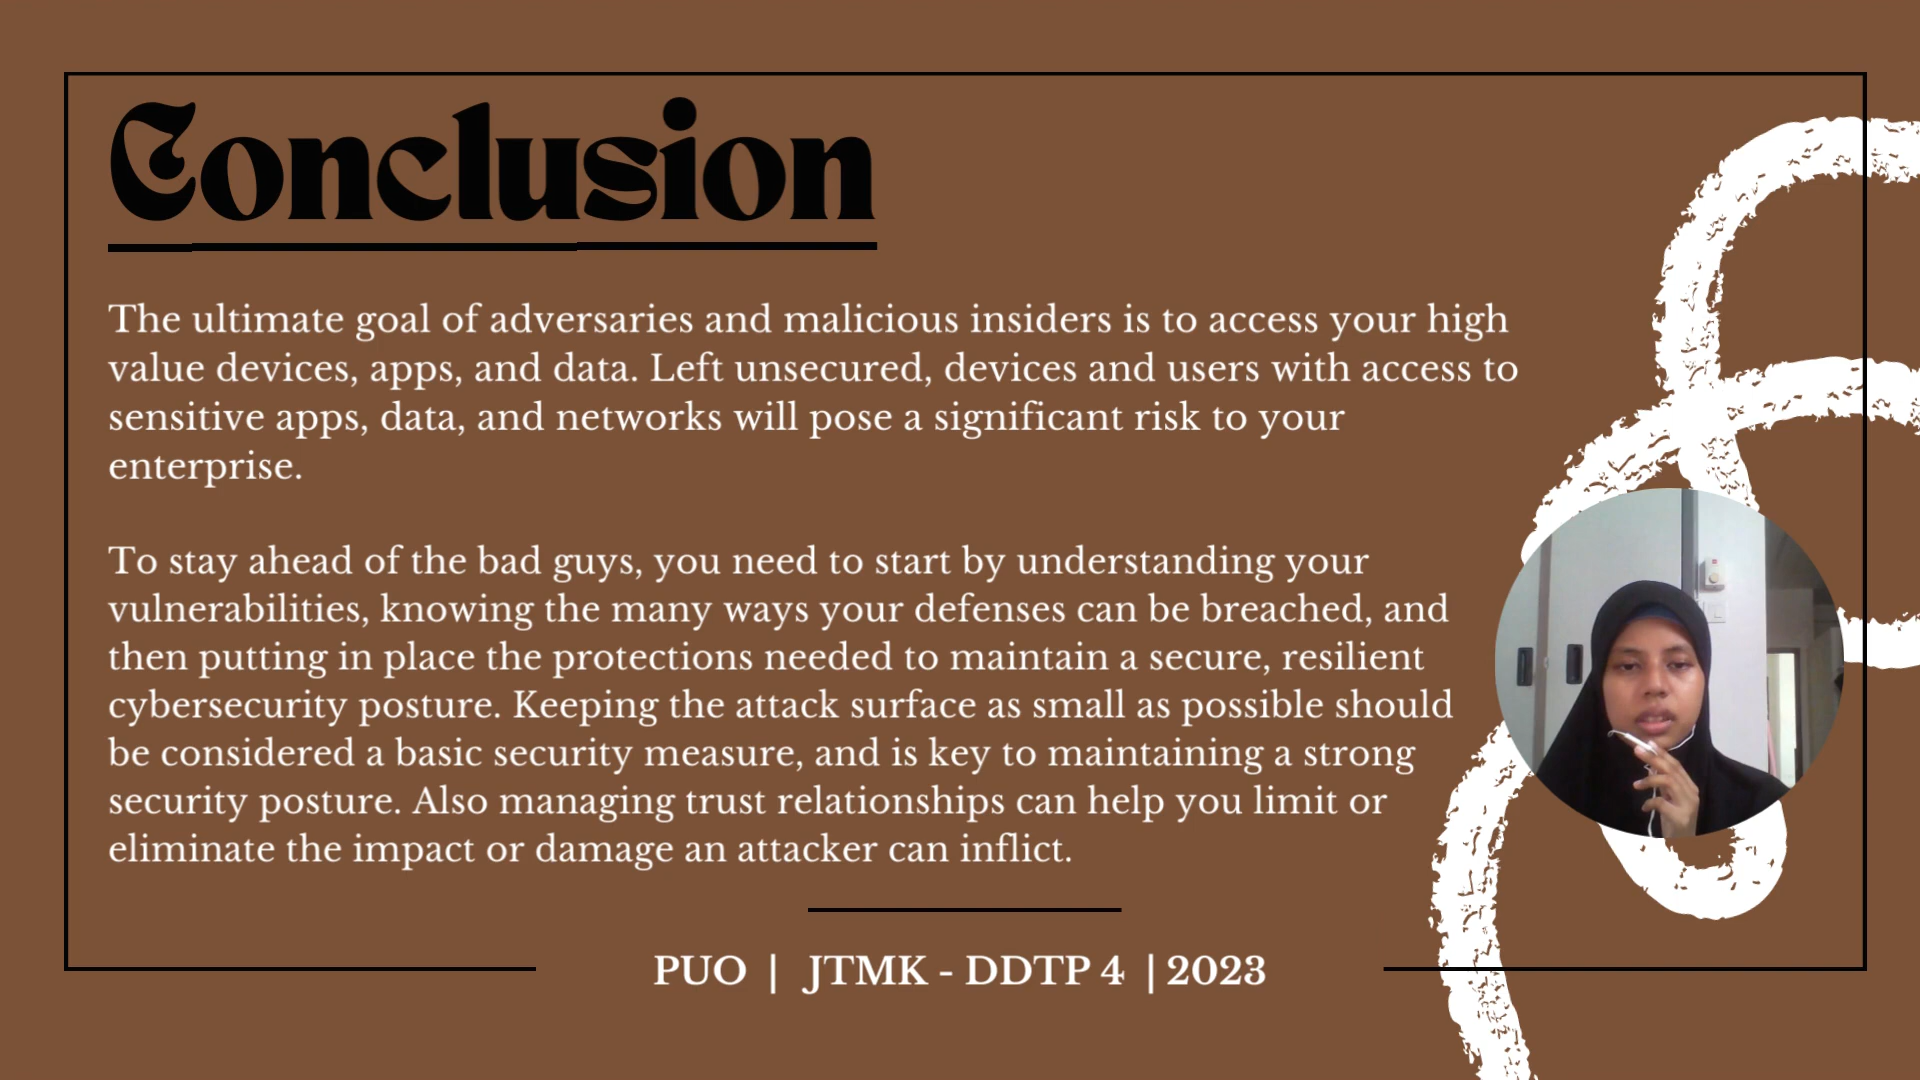 Conclusion
The ultimate goal of adversaries and malicious insiders is to access your high
value devices, apps, and data. Left unsecured, devices and users with access to
sensitive apps, data, and networks will pose a significant risk to your
enterprise.
To stay ahead of the bad guys, you need to start by understanding your
vulnerabilities, knowing the many ways your defenses can be breached, and
then putting in place the protections needed to maintain a secure, resilient
cybersecurity posture. Keeping the attack surface as small as possible should
be considered a basic security measure, and is key to maintaining a strong
security posture. Also managing trust relationships can help you limit or
eliminate the impact or damage an attacker can inflict.
PUO | JTMK - DDTP 4 | 2023